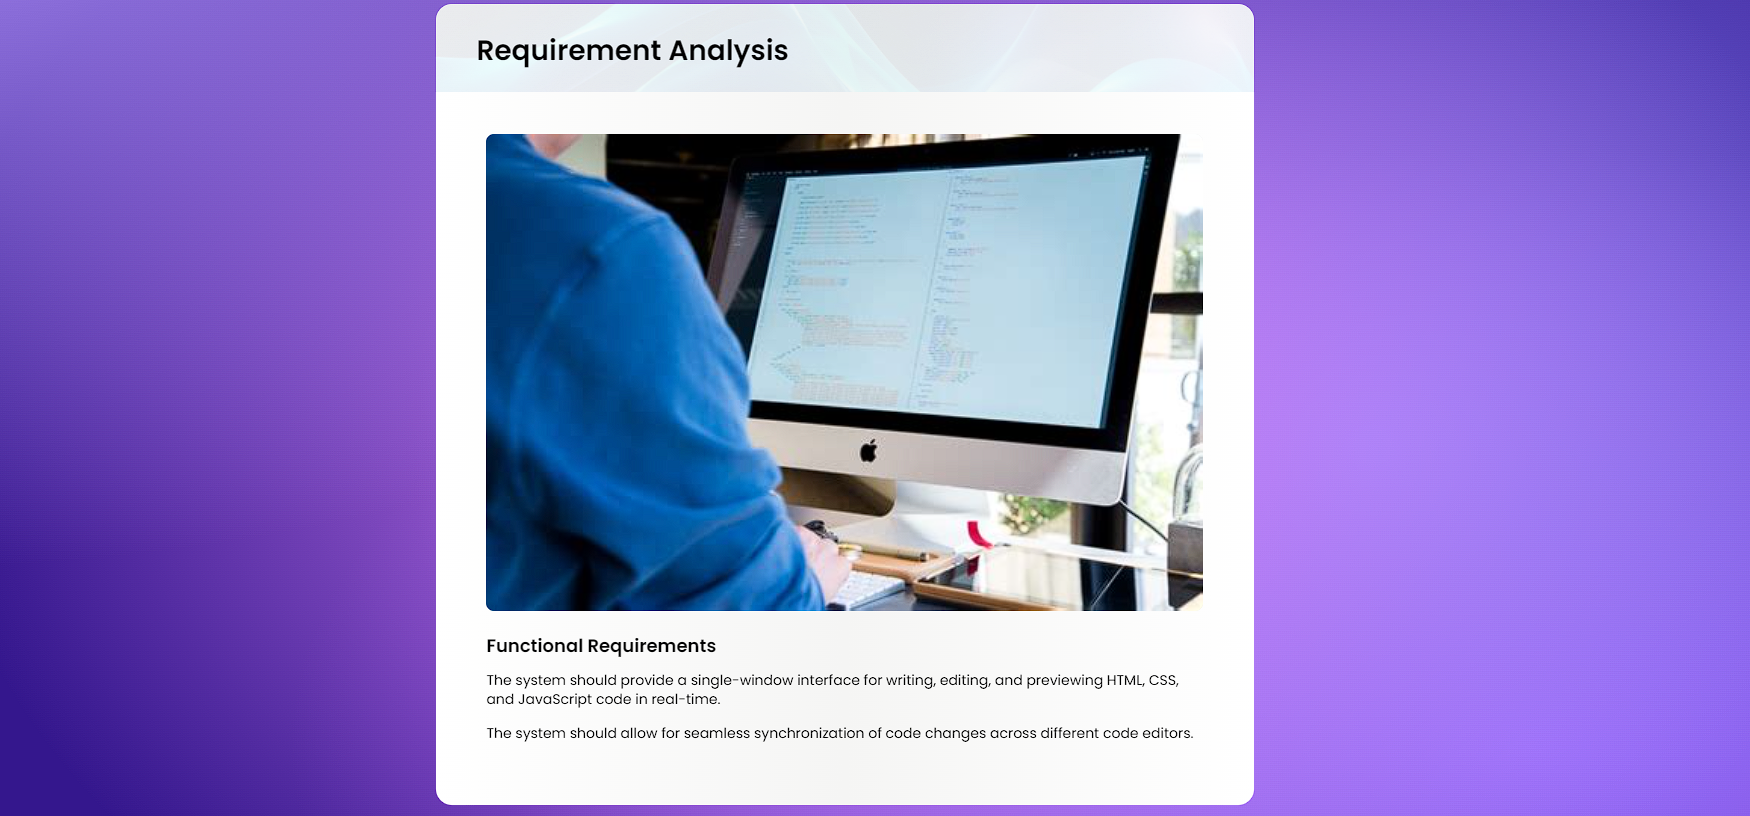 Requirement Analysis
Functional Requirements
The system should provide a single-window interface for writing, editing, and previewing HTML, CSS,
and JavaScript code in real-time.
The system should allow for seamless synchronization of code changes across different code editors.